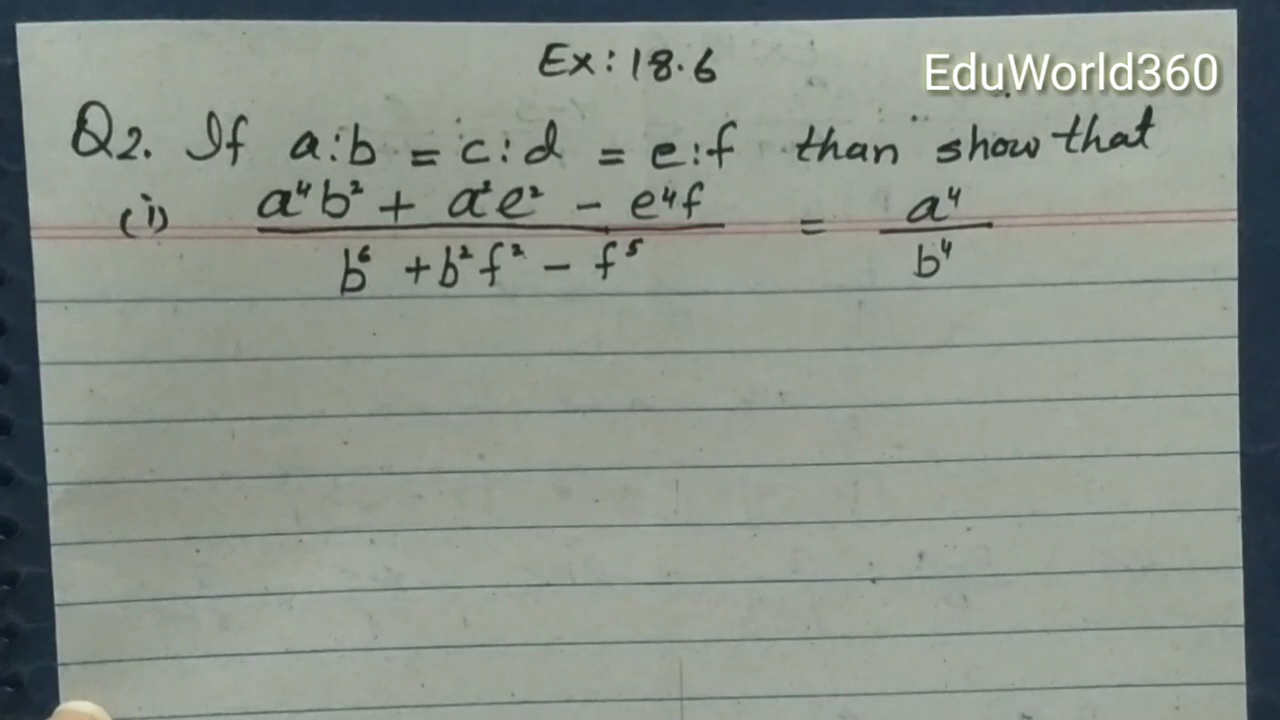 Ex: 18.6
EduWorld360
Q2. If a:b = c:d = e:f than show that
(i) a⁴b² + a²e² - e⁴f / b⁶ + b²f² - f⁵ = a⁴ / b⁴